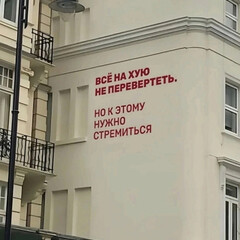 ВСЁ НА ХУЮ
НЕ ПЕРЕВЕРТЕТЬ.
НО К ЭТОМУ
НУЖНО
СТРЕМИТЬСЯ